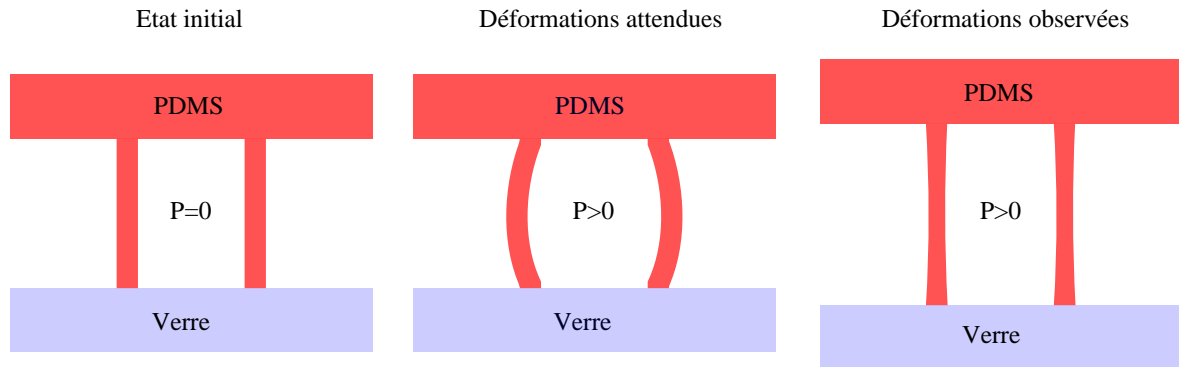 Etat initial
Déformations attendues
Déformations observées
PDMS
PDMS
PDMS
P=0
P>0
P>0
Verre
Verre
Verre